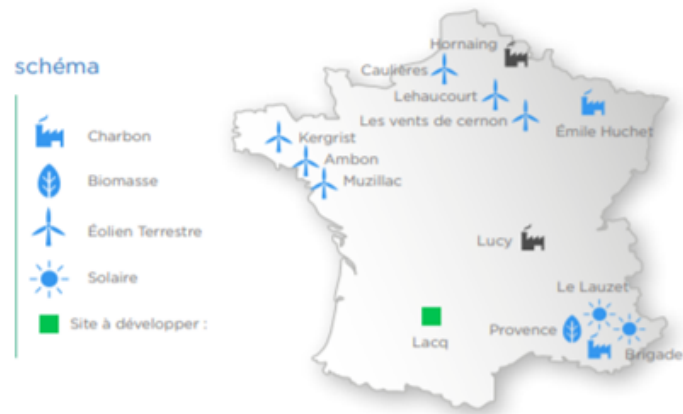 schéma
Charbon
Biomasse
Éolien Terrestre
Solaire
Site à développer :
Hornaing
Caulières
Lehaucourt
Les vents de cernon
Émile Huchet
Kergrist
Ambon
Muzillac
Lucy
Le Lauzet
Provence
Brigade
Lacq